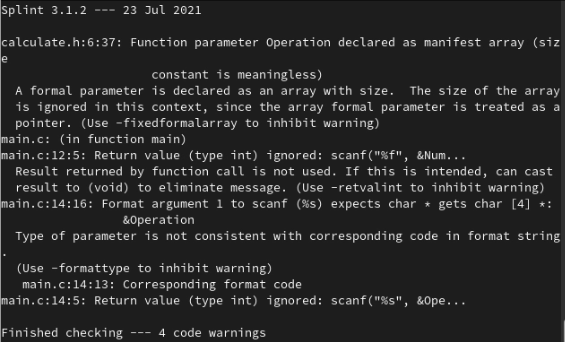 Splint 3.1.2 --- 23 Jul 2021
calculate.h:6:37: Function parameter Operation declared as manifest array (siz
e
constant is meaningless)
A formal parameter is declared as an array with size.  The size of the array
is ignored in this context, since the array formal parameter is treated as a
pointer. (Use -fixedformalarray to inhibit warning)
main.c: (in function main)
main.c:12:5: Return value (type int) ignored: scanf("%f", &Num...
Result returned by function call is not used. If this is intended, can cast
result to (void) to eliminate message. (Use -retvalint to inhibit warning)
main.c:14:16: Format argument 1 to scanf (%s) expects char * gets char [4] *:
&Operation
Type of parameter is not consistent with corresponding code in format string
.
(Use -formattype to inhibit warning)
main.c:14:13: Corresponding format code
main.c:14:5: Return value (type int) ignored: scanf("%s", &Ope...
Finished checking --- 4 code warnings